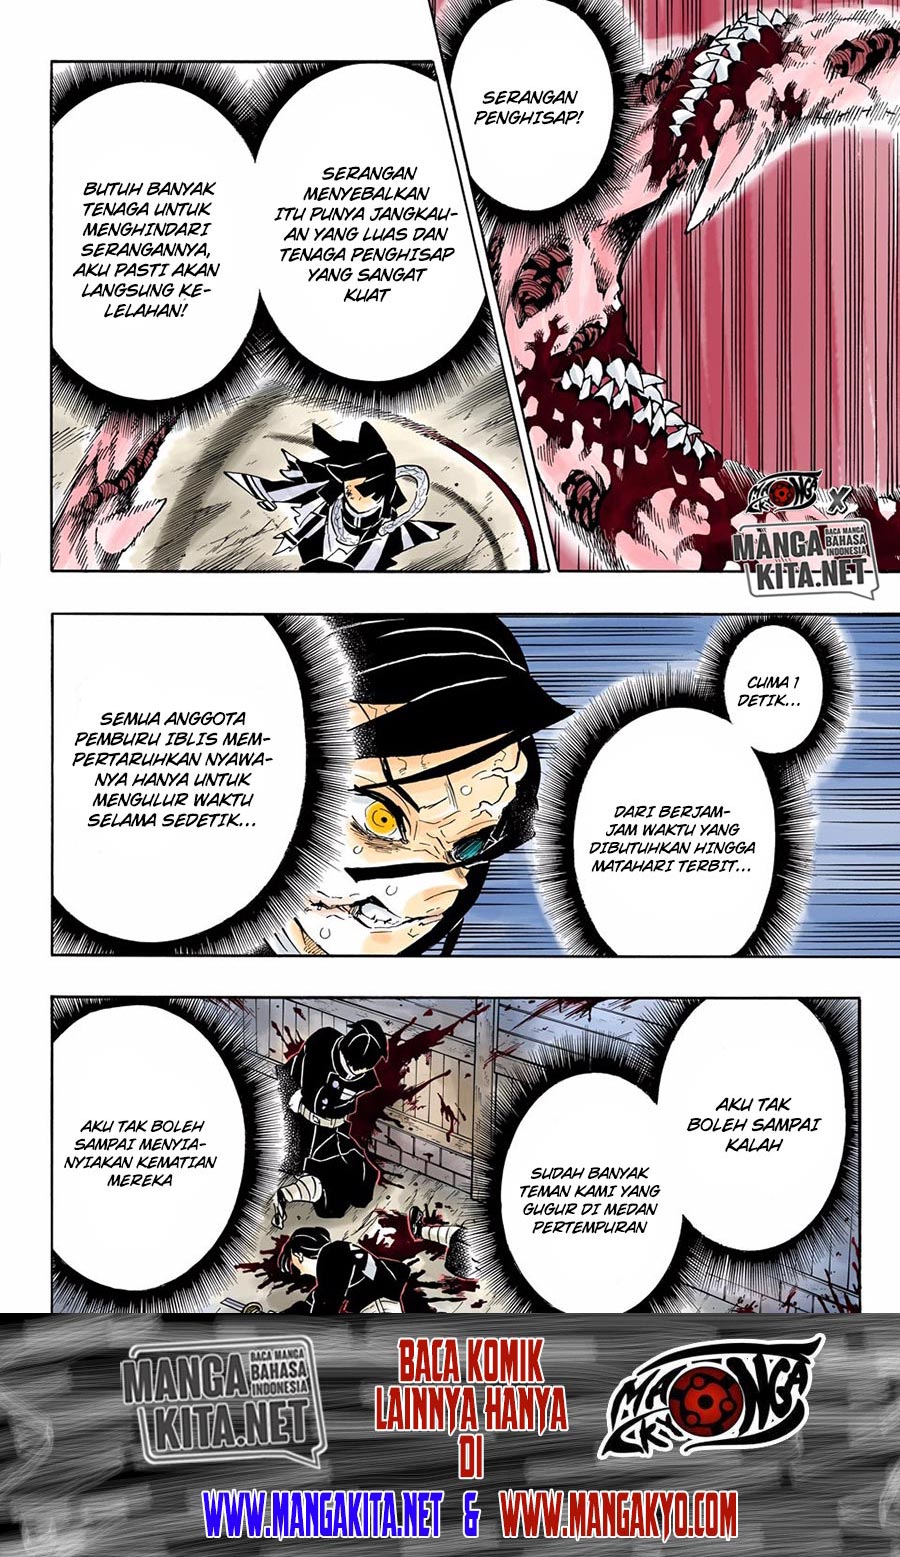 SERANGAN
PENGHISAP!
SERANGAN
MENYEBALKAN
ITU PUNYA JANGKAU-
AN YANG LUAS DAN
TENAGA PENGHISAP
YANG SANGAT
KUAT
BUTUH BANYAK
TENAGA UNTUK
MENGHINDARI
SERANGANNYA,
AKU PASTI AKAN
LANGSUNG KE-
LELAHAN!
MANGA
CKYO
X
MANGA
BACA MANGA
BAHASA
INDONESIA
KITA.NET
CUMA 1
DETIK...
DARI BERJAM-
JAM WAKTU YANG
DIBUTUHKAN HINGGA
MATAHARI TERBIT...
SEMUA ANGGOTA
PEMBURU IBLIS MEM-
PERTARUHKAN NYAWA-
NYA HANYA UNTUK
MENGULUR WAKTU
SELAMA SEDETIK...
AKU TAK
BOLEH SAMPAI
KALAH
SUDAH BANYAK
TEMAN KAMI YANG
GUGUR DI MEDAN
PERTEMPURAN
AKU TAK BOLEH
SAMPAI MENYIA-
NYIAKAN KEMATIAN
MEREKA
MANGA
BACA MANGA
BAHASA
INDONESIA
KITA.NET
BACA KOMIK
LAINNYA HANYA
DI
MANGA
CKYO
WWW.MANGAKITA.NET & WWW.MANGAKYO.COM